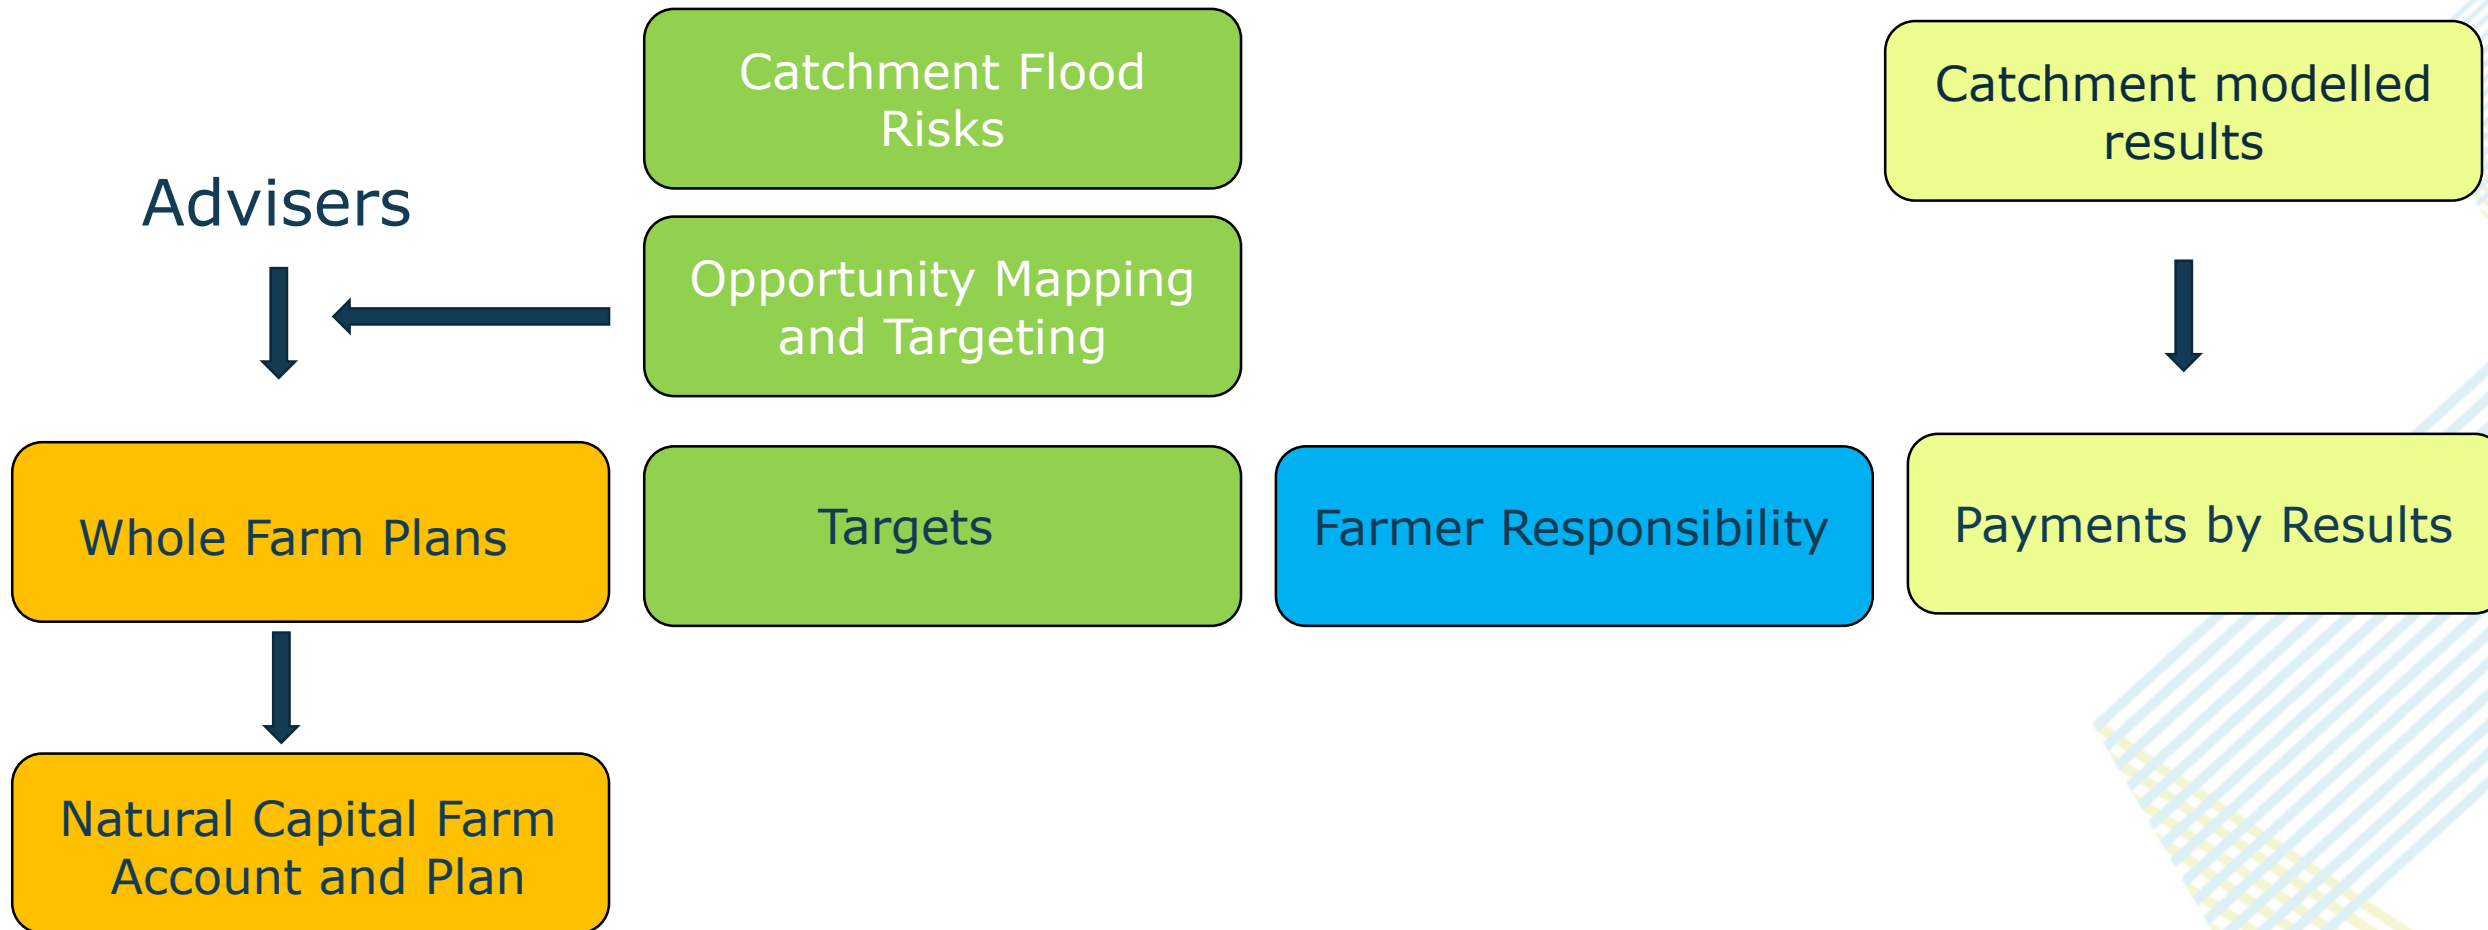 Catchment Flood
Risks
Catchment modelled
results
Advisers
Opportunity Mapping
and Targeting
Whole Farm Plans
Targets
Farmer Responsibility
Payments by Results
Natural Capital Farm
Account and Plan